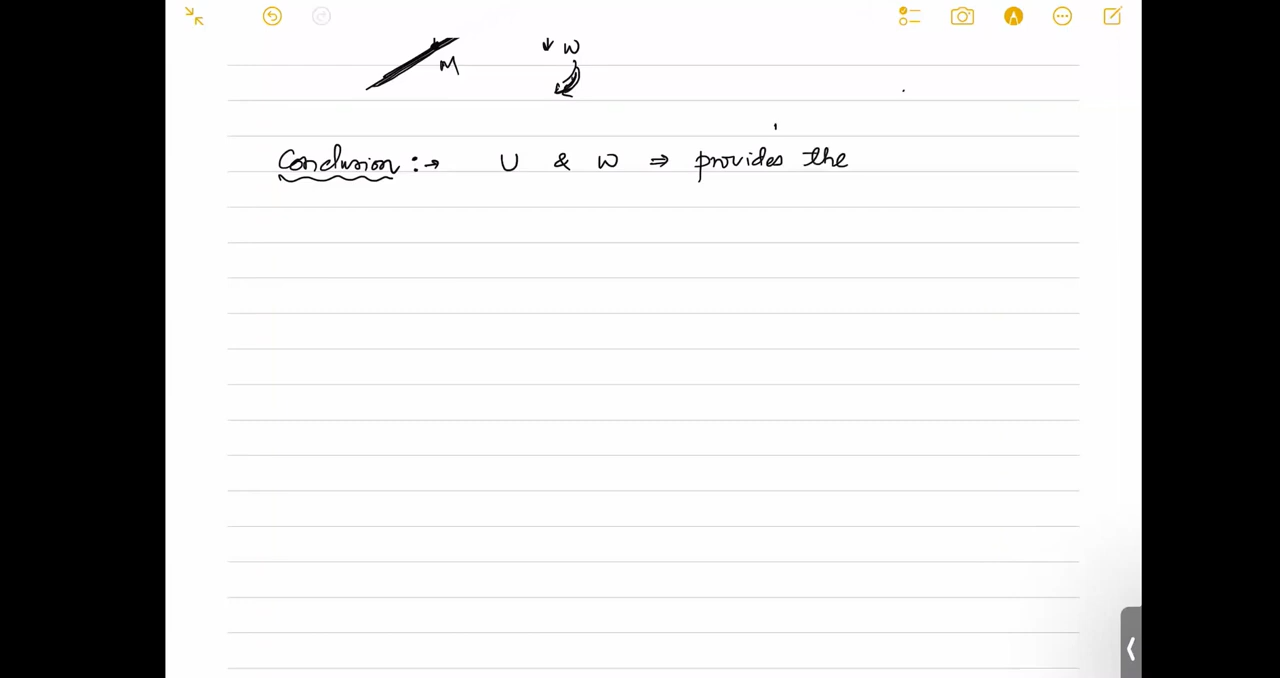 ↓ W
M
Conclusion :→ U & W ⇒ provides the